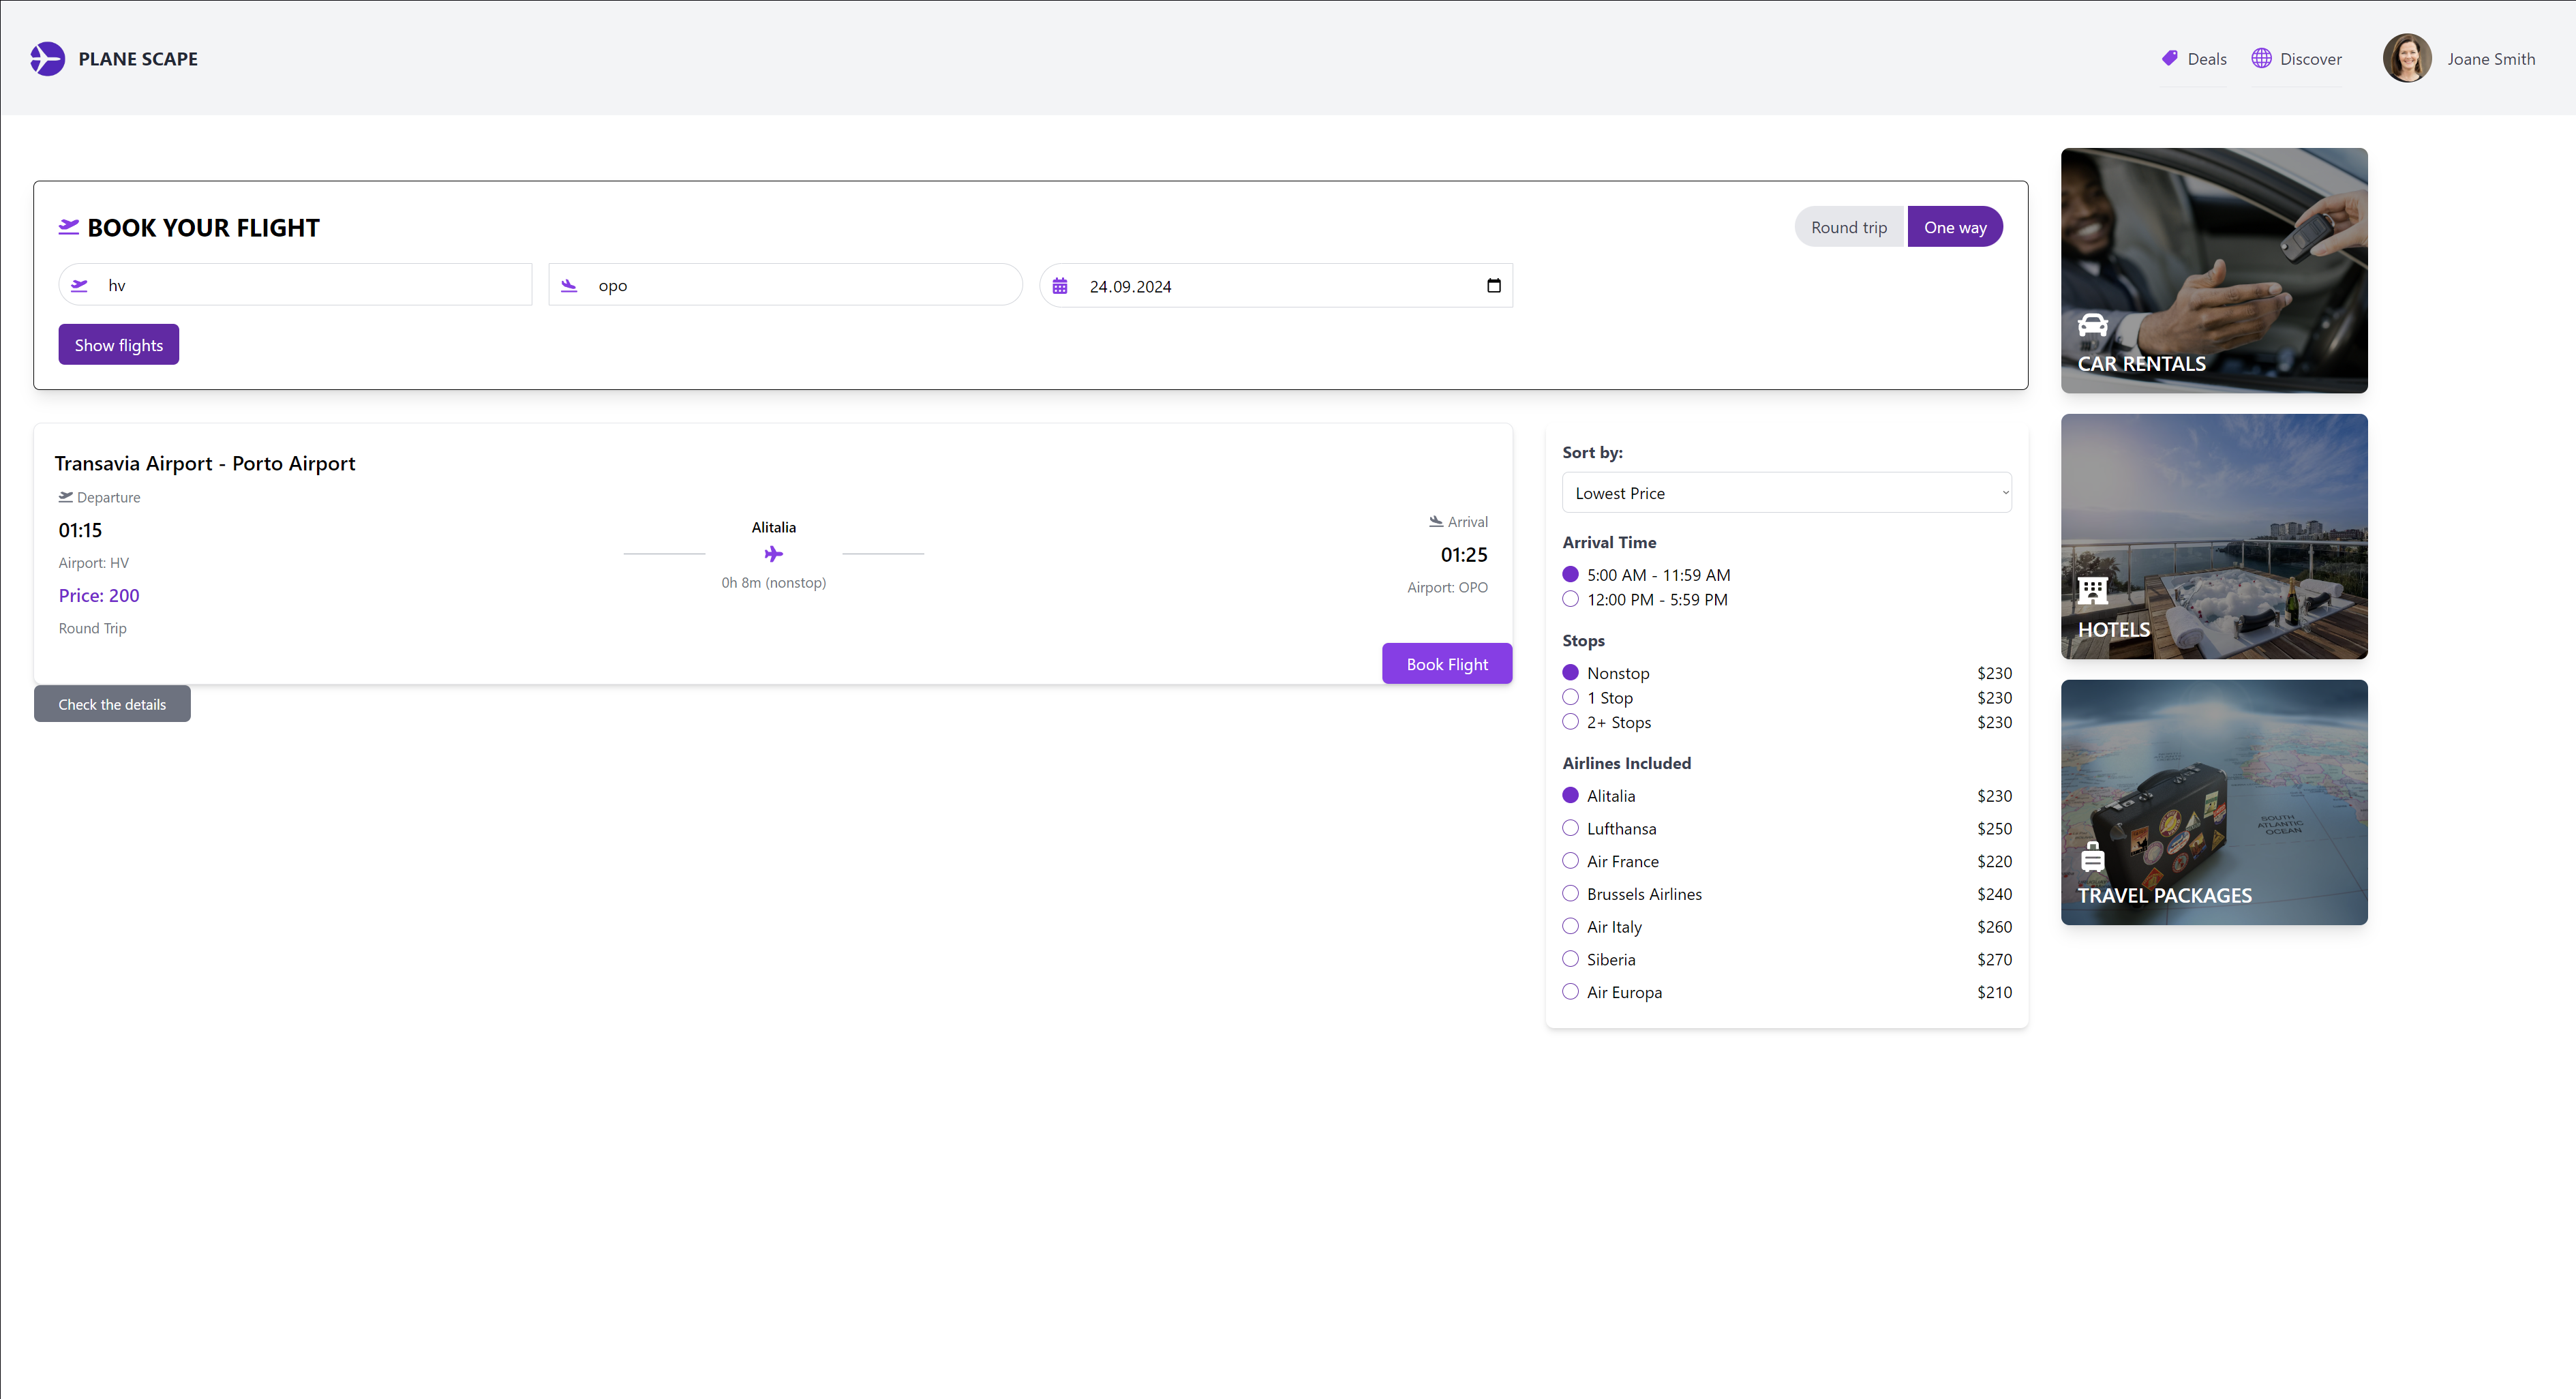 PLANE SCAPE
Deals
Discover
Joane Smith
BOOK YOUR FLIGHT
Round trip
One way
hv
opo
24.09.2024
Show flights
Transavia Airport - Porto Airport
Departure
01:15
Airport: HV
Price: 200
Round Trip
Alitalia
0h 8m (nonstop)
Arrival
01:25
Airport: OPO
Book Flight
Check the details
Sort by:
Lowest Price
Arrival Time
5:00 AM - 11:59 AM
12:00 PM - 5:59 PM
Stops
Nonstop $230
1 Stop $230
2+ Stops $230
Airlines Included
Alitalia $230
Lufthansa $250
Air France $220
Brussels Airlines $240
Air Italy $260
Siberia $270
Air Europa $210
CAR RENTALS
HOTELS
SOUTH
ATLANTIC
OCEAN
TRAVEL PACKAGES